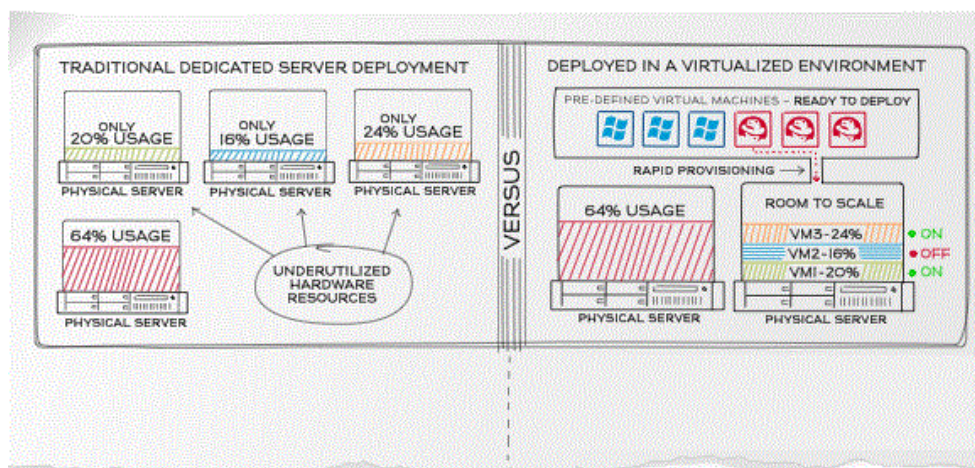 TRADITIONAL DEDICATED SERVER DEPLOYMENT
ONLY
20% USAGE
PHYSICAL SERVER
ONLY
16% USAGE
PHYSICAL SERVER
ONLY
24% USAGE
PHYSICAL SERVER
64% USAGE
PHYSICAL SERVER
UNDERUTILIZED
HARDWARE
RESOURCES
VERSUS
DEPLOYED IN A VIRTUALIZED ENVIRONMENT
PRE-DEFINED VIRTUAL MACHINES - READY TO DEPLOY
RAPID PROVISIONING
64% USAGE
PHYSICAL SERVER
ROOM TO SCALE
VM3-24% ON
VM2-16% OFF
VM1-20% ON
PHYSICAL SERVER